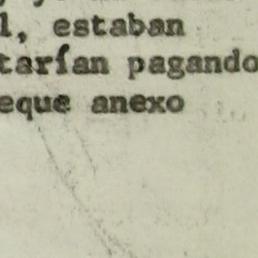 l, estaban
tarían pagando
eque anexo